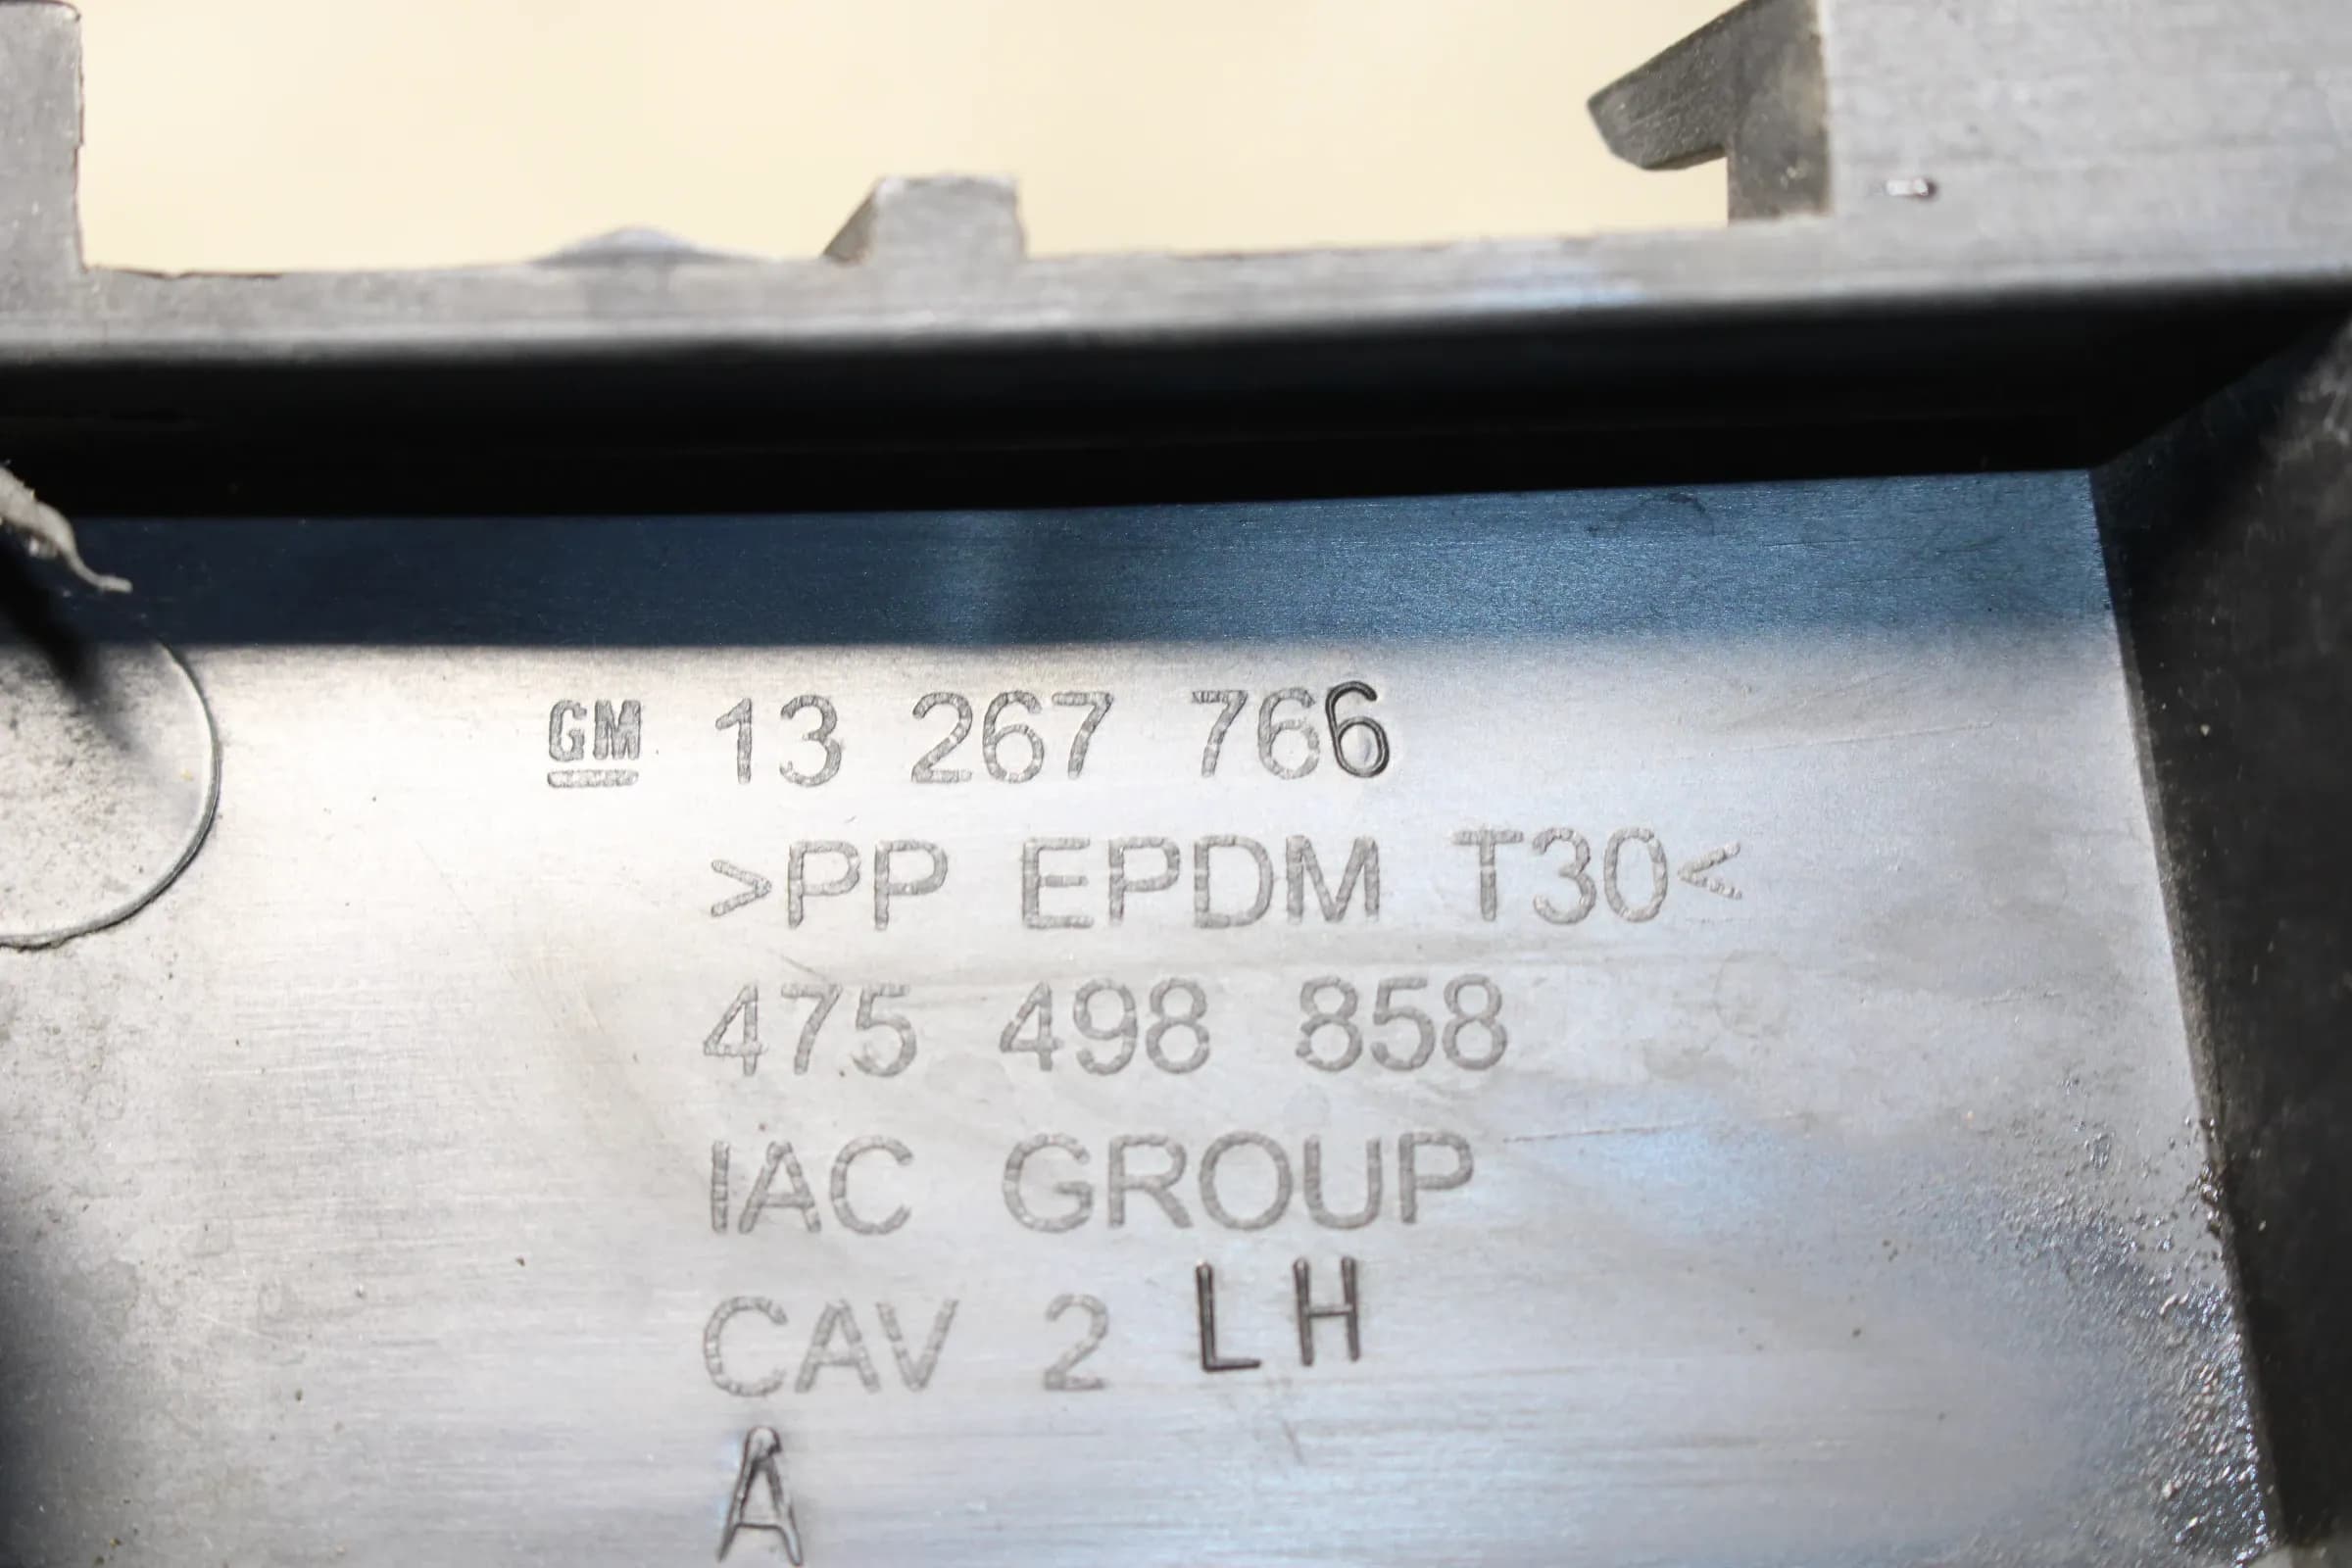 GM 13 267 766
>PP EPDM T30<
475 498 858
IAC GROUP
CAV 2 LH
A